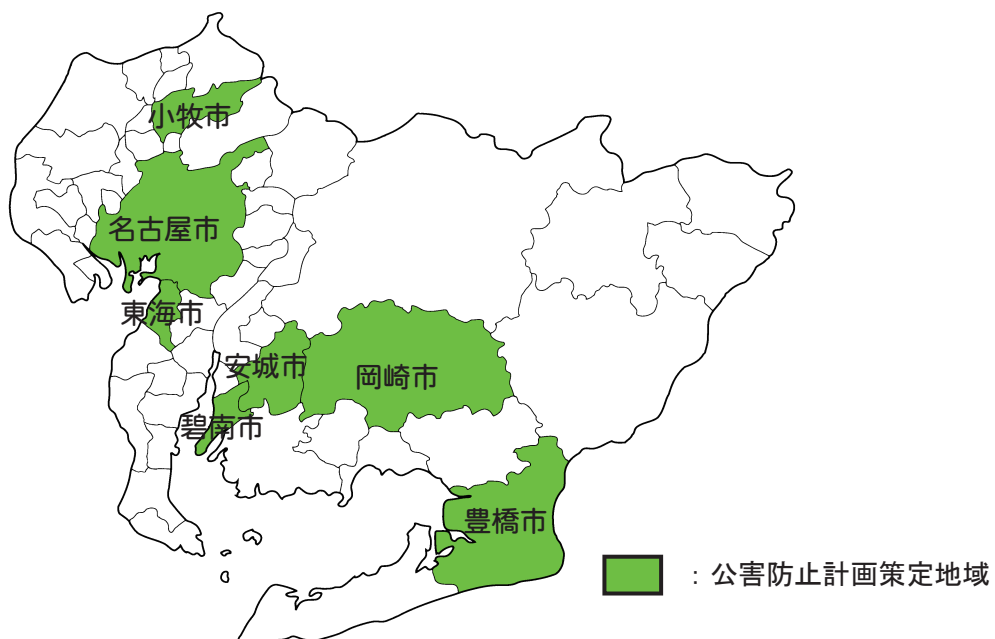 小牧市
名古屋市
東海市
安城市
岡崎市
碧南市
豊橋市
：公害防止計画策定地域